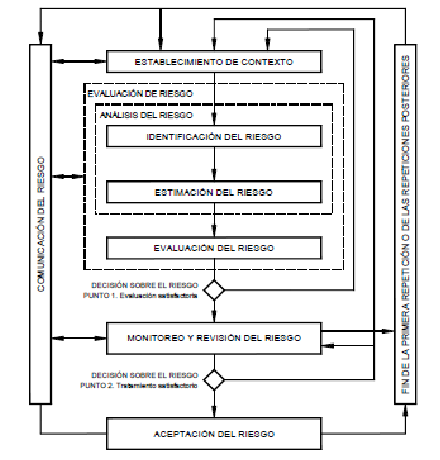 ESTABLECIMIENTO DE CONTEXTO
EVALUACIÓN DE RIESGO
ANÁLISIS DEL RIESGO
IDENTIFICACIÓN DEL RIESGO
ESTIMACIÓN DEL RIESGO
EVALUACIÓN DEL RIESGO
DECISIÓN SOBRE EL RIESGO
PUNTO 1. Evaluación satisfactoria
MONITOREO Y REVISIÓN DEL RIESGO
DECISIÓN SOBRE EL RIESGO
PUNTO 2. Tratamiento satisfactorio
ACEPTACIÓN DEL RIESGO
COMUNICACIÓN DEL RIESGO
FIN DE LA PRIMERA REPETICIÓN O DE LAS REPETICIONES POSTERIORES